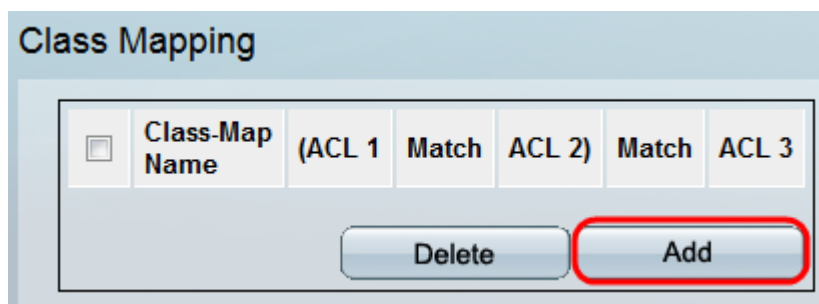 Class Mapping
Class-Map Name (ACL 1 Match ACL 2) Match ACL 3
Delete Add